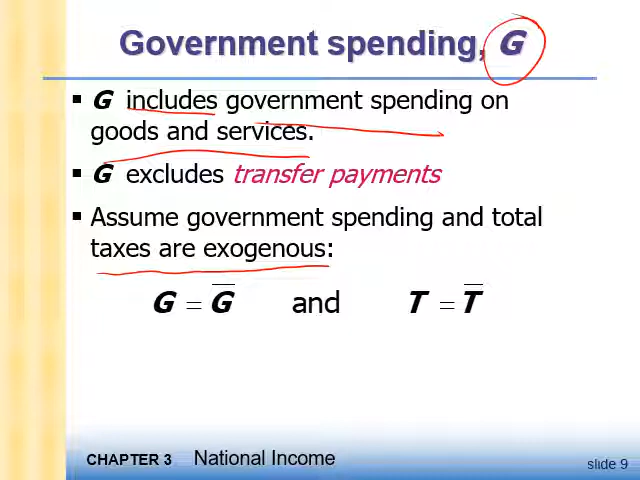 Government spending, G
▪ G includes government spending on
goods and services.
▪ G excludes transfer payments
▪ Assume government spending and total
taxes are exogenous:
G = G̅ and T = T̅
CHAPTER 3 National Income
slide 9